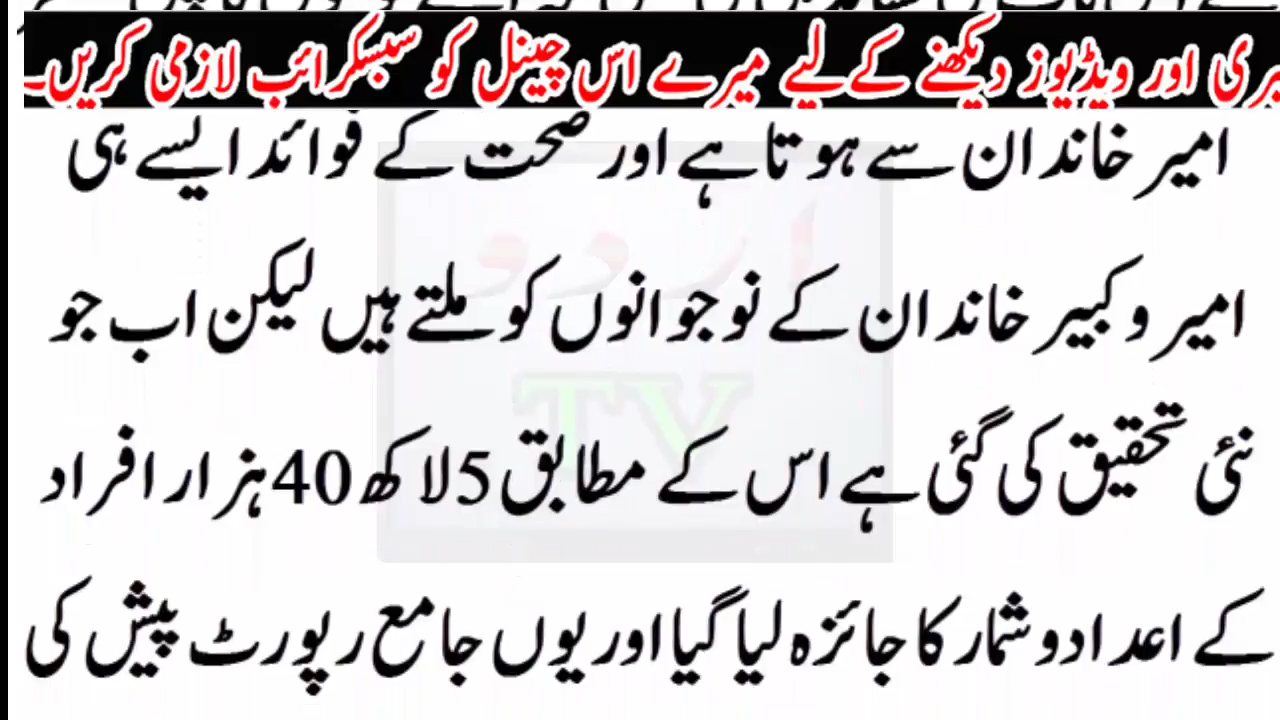 اور ویڈیوز دیکھنے کے لیے میرے اس چینل کو سبسکرائب لازمی کریں۔
امیر خاندان سے ہوتا ہے اور صحت کے فوائد ایسے ہی
امیر و کبیر خاندان کے نوجوانوں کو ملتے ہیں لیکن اب جو
نئی تحقیق کی گئی ہے اس کے مطابق 5 لاکھ 40 ہزار افراد
کے اعداد و شمار کا جائزہ لیا گیا اور یوں جامع رپورٹ پیش کی
اردو
TV